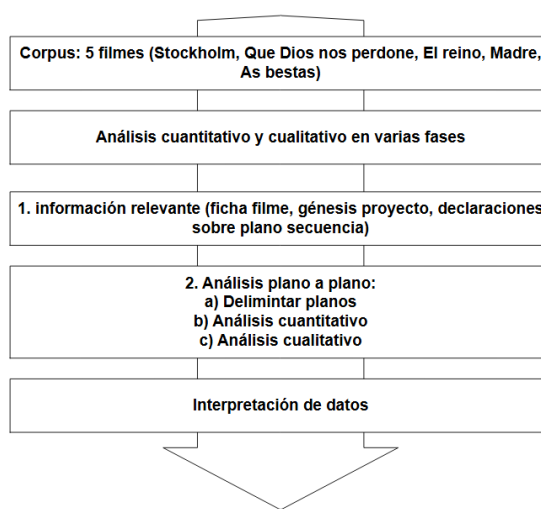 Corpus: 5 filmes (Stockholm, Que Dios nos perdone, El reino, Madre,
As bestas)
Análisis cuantitativo y cualitativo en varias fases
1. información relevante (ficha filme, génesis proyecto, declaraciones
sobre plano secuencia)
2. Análisis plano a plano:
a) Delimintar planos
b) Análisis cuantitativo
c) Análisis cualitativo
Interpretación de datos